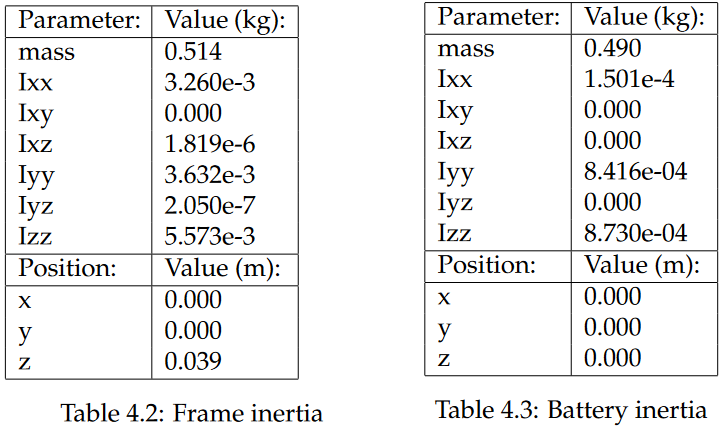 Parameter: Value (kg):
mass 0.514
Ixx 3.260e-3
Ixy 0.000
Ixz 1.819e-6
Iyy 3.632e-3
Iyz 2.050e-7
Izz 5.573e-3
Position: Value (m):
x 0.000
y 0.000
z 0.039
Table 4.2: Frame inertia
Parameter: Value (kg):
mass 0.490
Ixx 1.501e-4
Ixy 0.000
Ixz 0.000
Iyy 8.416e-04
Iyz 0.000
Izz 8.730e-04
Position: Value (m):
x 0.000
y 0.000
z 0.000
Table 4.3: Battery inertia